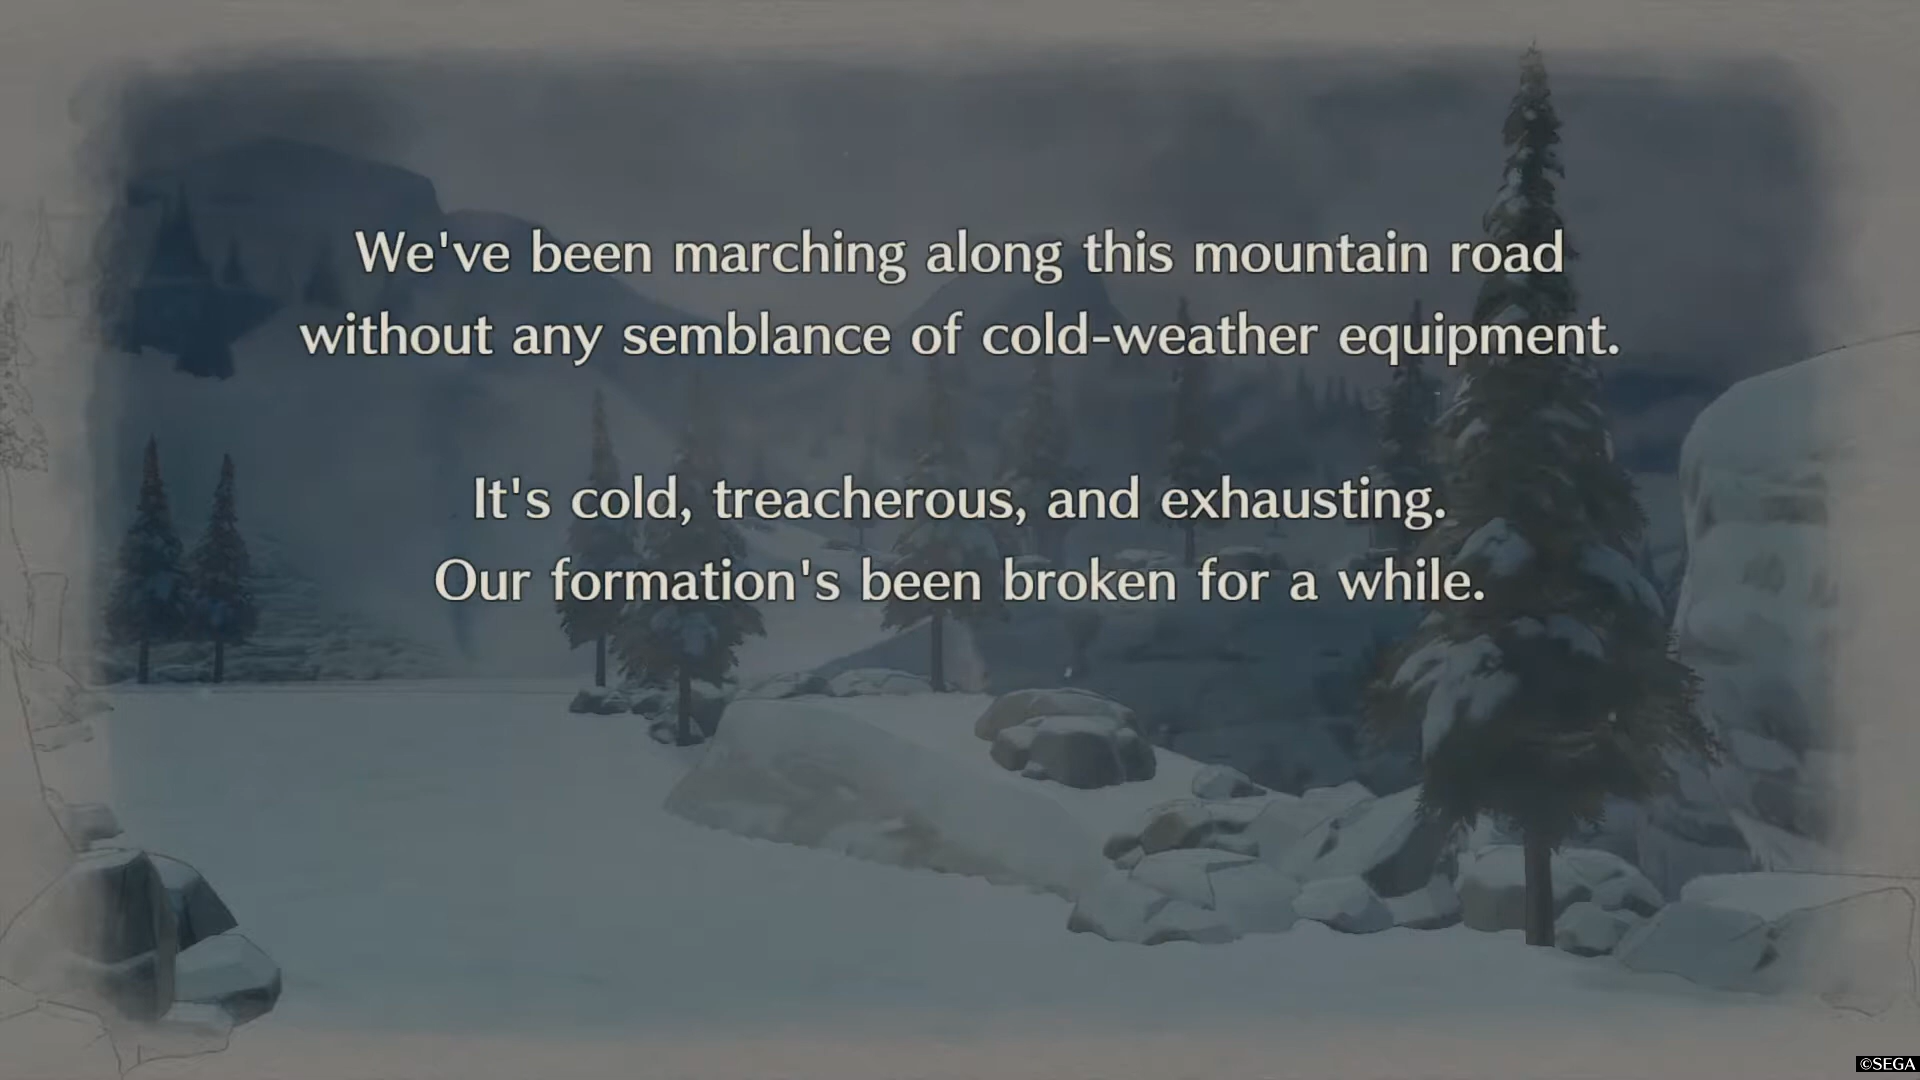 We've been marching along this mountain road
without any semblance of cold-weather equipment.
It's cold, treacherous, and exhausting.
Our formation's been broken for a while.
©SEGA